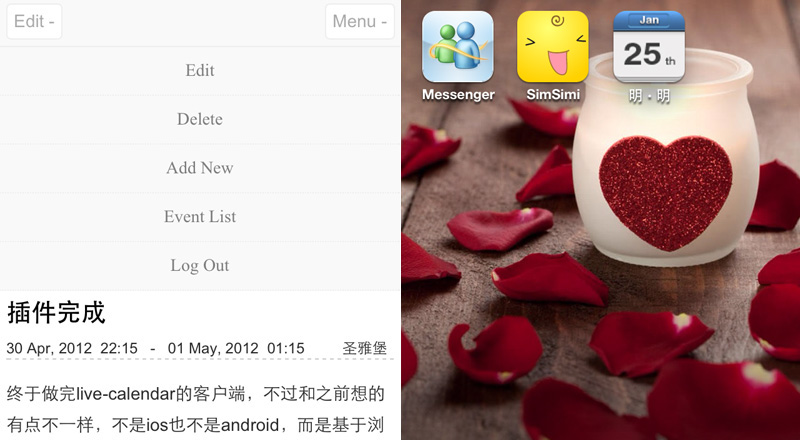 Edit -
Menu -
Edit
Delete
Add New
Event List
Log Out
插件完成
30 Apr, 2012 22:15 - 01 May, 2012 01:15 圣雅堡
终于做完live-calendar的客户端，不过和之前想的
有点不一样，不是ios也不是android，而是基于浏
Jan
25 th
Messenger
SimSimi
明·明